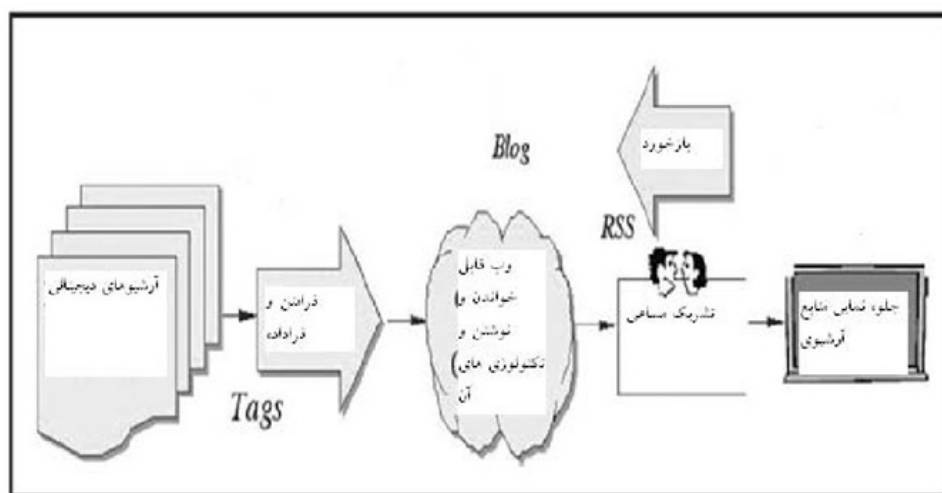 بازخورد
Blog
RSS
آرشیوهای دیجیتالی
فرامتن و
فراداده
Tags
وب قابل
خواندن و
نوشتن و
تکنولوژی های
آن
تشریک مساعی
جلوه نمایی منابع
آرشیوی